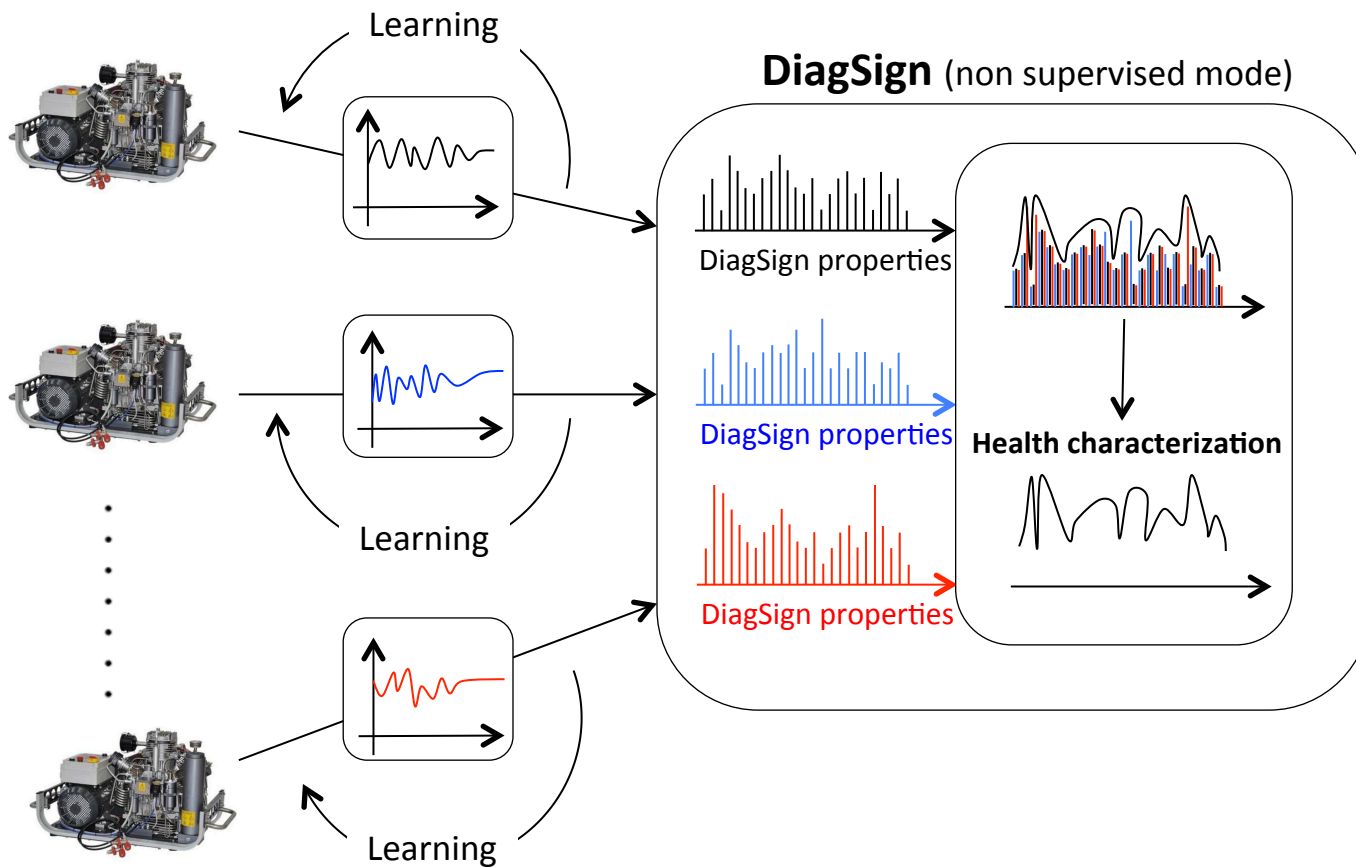 Learning
DiagSign (non supervised mode)
DiagSign properties
DiagSign properties
Health characterization
Learning
DiagSign properties
Learning